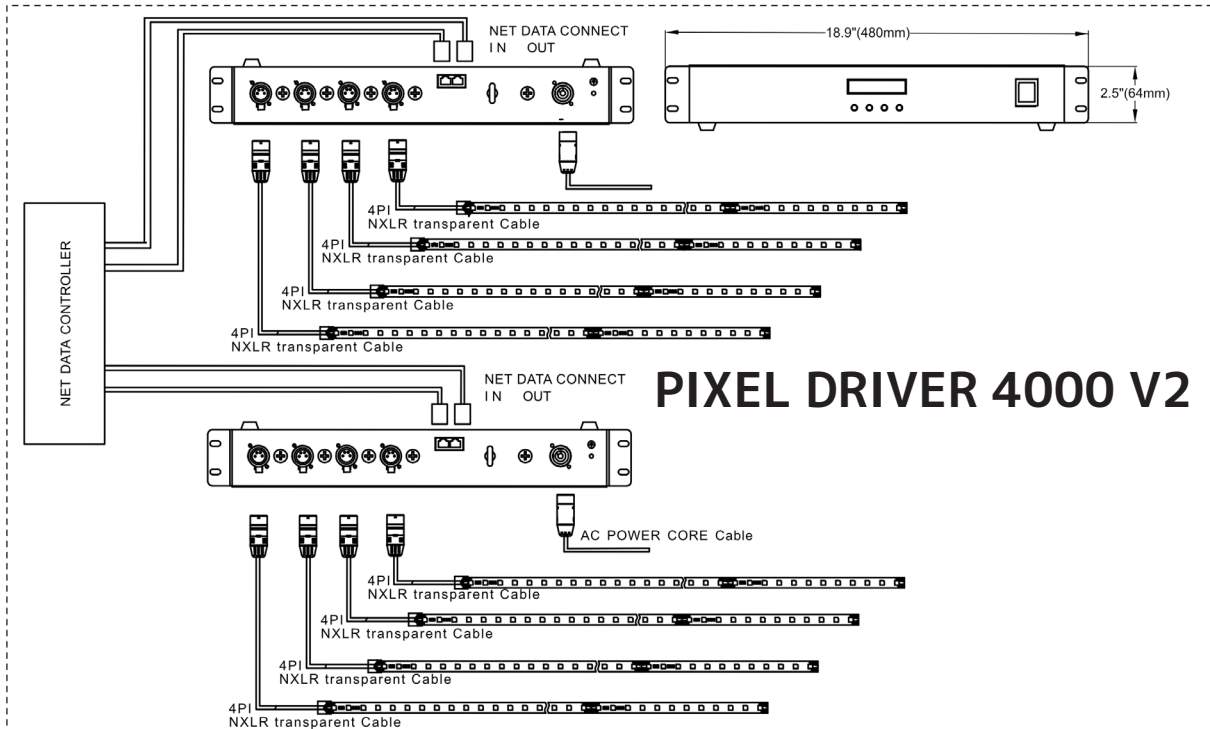 NET DATA CONNECT
IN OUT
18.9"(480mm)
2.5"(64mm)
4PI
NXLR transparent Cable
4PI
NXLR transparent Cable
4PI
NXLR transparent Cable
4PI
NXLR transparent Cable
NET DATA CONTROLLER
NET DATA CONNECT
IN OUT
PIXEL DRIVER 4000 V2
AC POWER CORE Cable
4PI
NXLR transparent Cable
4PI
NXLR transparent Cable
4PI
NXLR transparent Cable
4PI
NXLR transparent Cable